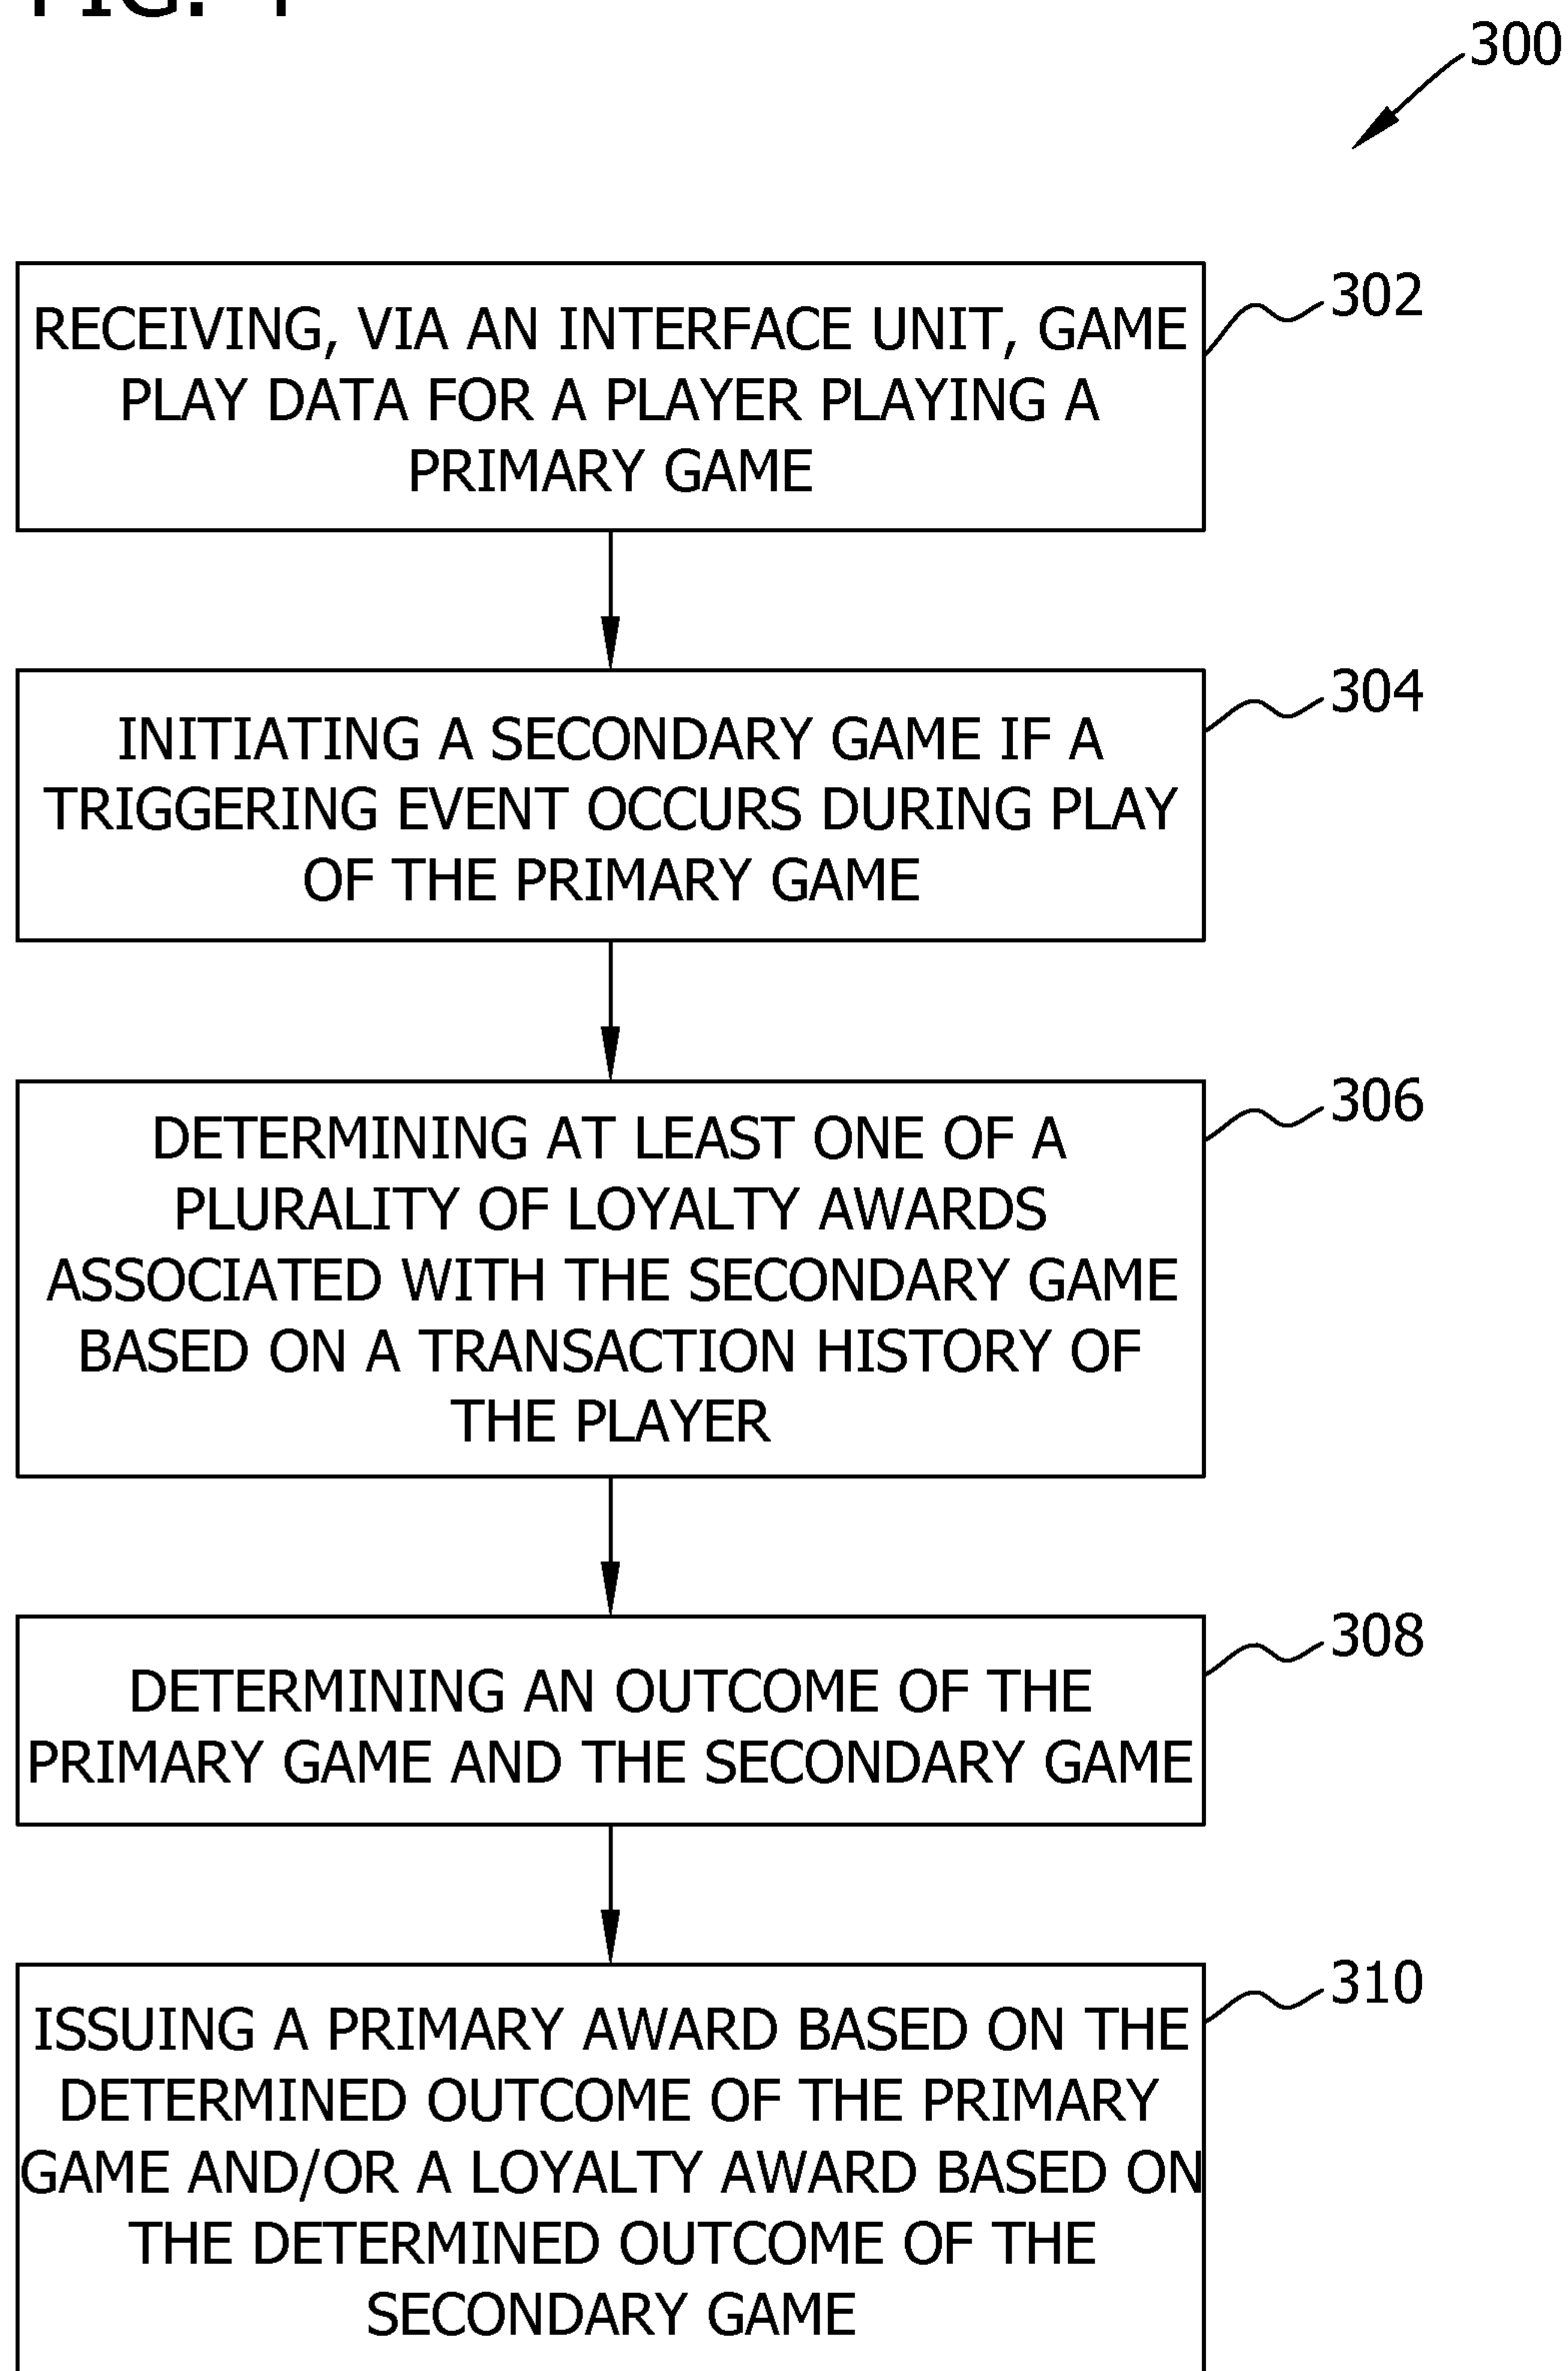 FIG. 4
300
RECEIVING, VIA AN INTERFACE UNIT, GAME
PLAY DATA FOR A PLAYER PLAYING A
PRIMARY GAME
302
INITIATING A SECONDARY GAME IF A
TRIGGERING EVENT OCCURS DURING PLAY
OF THE PRIMARY GAME
304
DETERMINING AT LEAST ONE OF A
PLURALITY OF LOYALTY AWARDS
ASSOCIATED WITH THE SECONDARY GAME
BASED ON A TRANSACTION HISTORY OF
THE PLAYER
306
DETERMINING AN OUTCOME OF THE
PRIMARY GAME AND THE SECONDARY GAME
308
ISSUING A PRIMARY AWARD BASED ON THE
DETERMINED OUTCOME OF THE PRIMARY
GAME AND/OR A LOYALTY AWARD BASED ON
THE DETERMINED OUTCOME OF THE
SECONDARY GAME
310